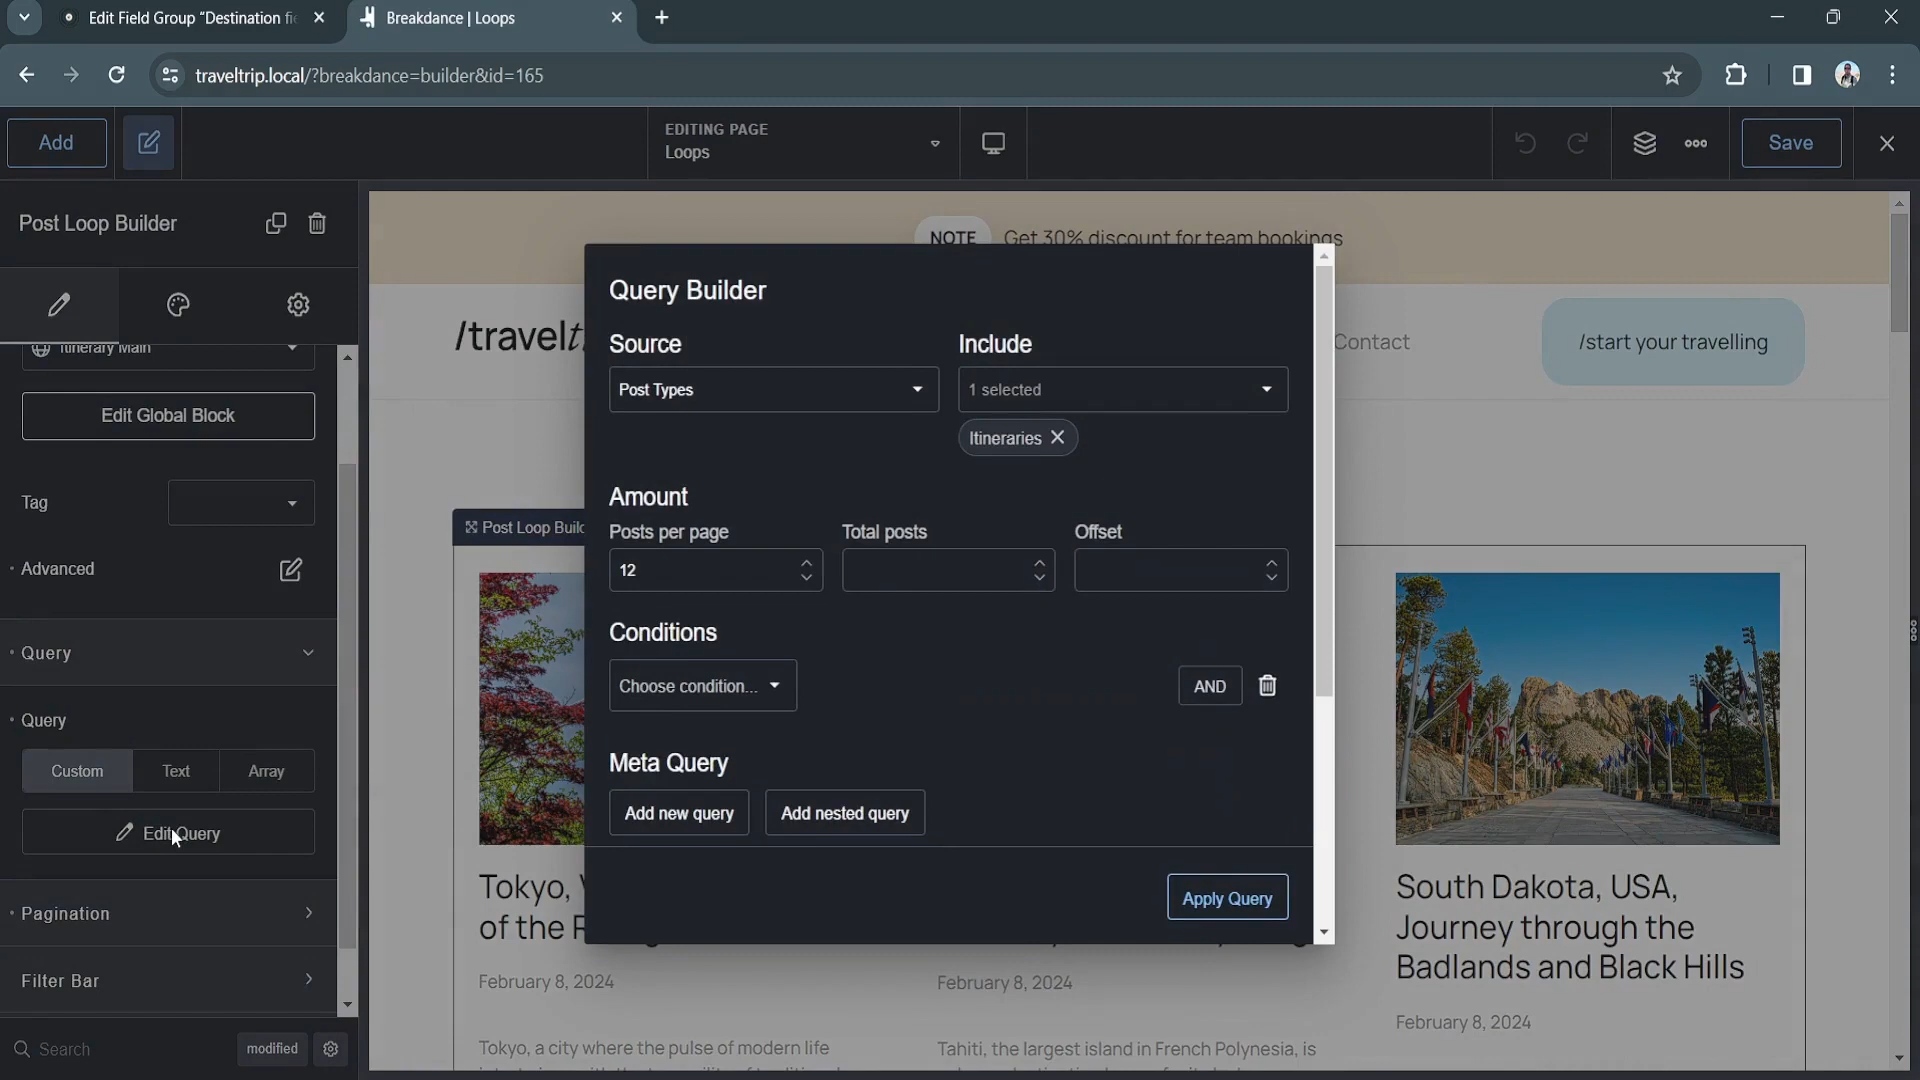 Edit Field Group “Destination fie
Breakdance | Loops
traveltrip.local/?breakdance=builder&id=165
Add
EDITING PAGE
Loops
Save
Post Loop Builder
Itinerary Main
Edit Global Block
Tag
Advanced
Query
Query
Custom Text Array
Edit Query
Pagination
Filter Bar
Search
modified
NOTE Get 30% discount for team bookings
/travel
Contact
/start your travelling
Post Loop Build
Query Builder
Source
Post Types
Include
1 selected
Itineraries
Amount
Posts per page Total posts Offset
12
Conditions
Choose condition...
AND
Meta Query
Add new query
Add nested query
Apply Query
Tokyo,
of the
February 8, 2024
Tokyo, a city where the pulse of modern life
February 8, 2024
Tahiti, the largest island in French Polynesia, is
South Dakota, USA,
Journey through the
Badlands and Black Hills
February 8, 2024